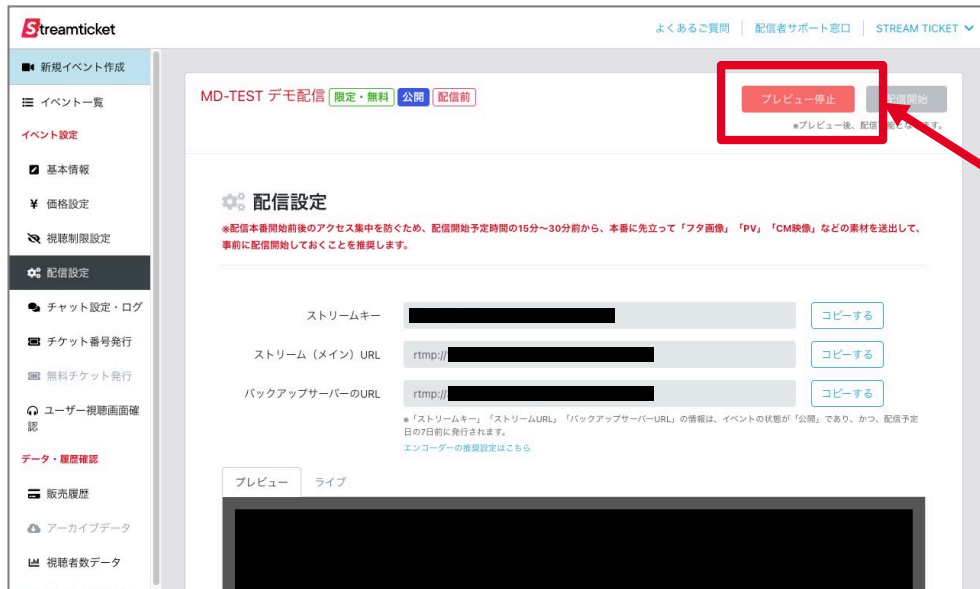 Streamticket
よくあるご質問
配信者サポート窓口
STREAM TICKET
新規イベント作成
イベント一覧
イベント設定
基本情報
価格設定
視聴制限設定
配信設定
チャット設定・ログ
チケット番号発行
無料チケット発行
ユーザー視聴画面確
認
データ・履歴確認
販売履歴
アーカイブデータ
視聴者数データ
MD-TEST デモ配信 限定・無料 公開 配信前
プレビュー停止
配信開始
※プレビュー後、配信可能となります。
配信設定
※配信本番開始前後のアクセス集中を防ぐため、配信開始予定時間の15分〜30分前から、本番に先立って「フタ画像」「PV」「CM映像」などの素材を送出して、
事前に配信開始しておくことを推奨します。
ストリームキー
コピーする
ストリーム（メイン）URL
rtmp://
コピーする
バックアップサーバーのURL
rtmp://
コピーする
※「ストリームキー」「ストリームURL」「バックアップサーバーURL」の情報は、イベントの状態が「公開」であり、かつ、配信予定
日の7日前に発行されます。
エンコーダーの推奨設定はこちら
プレビュー
ライブ